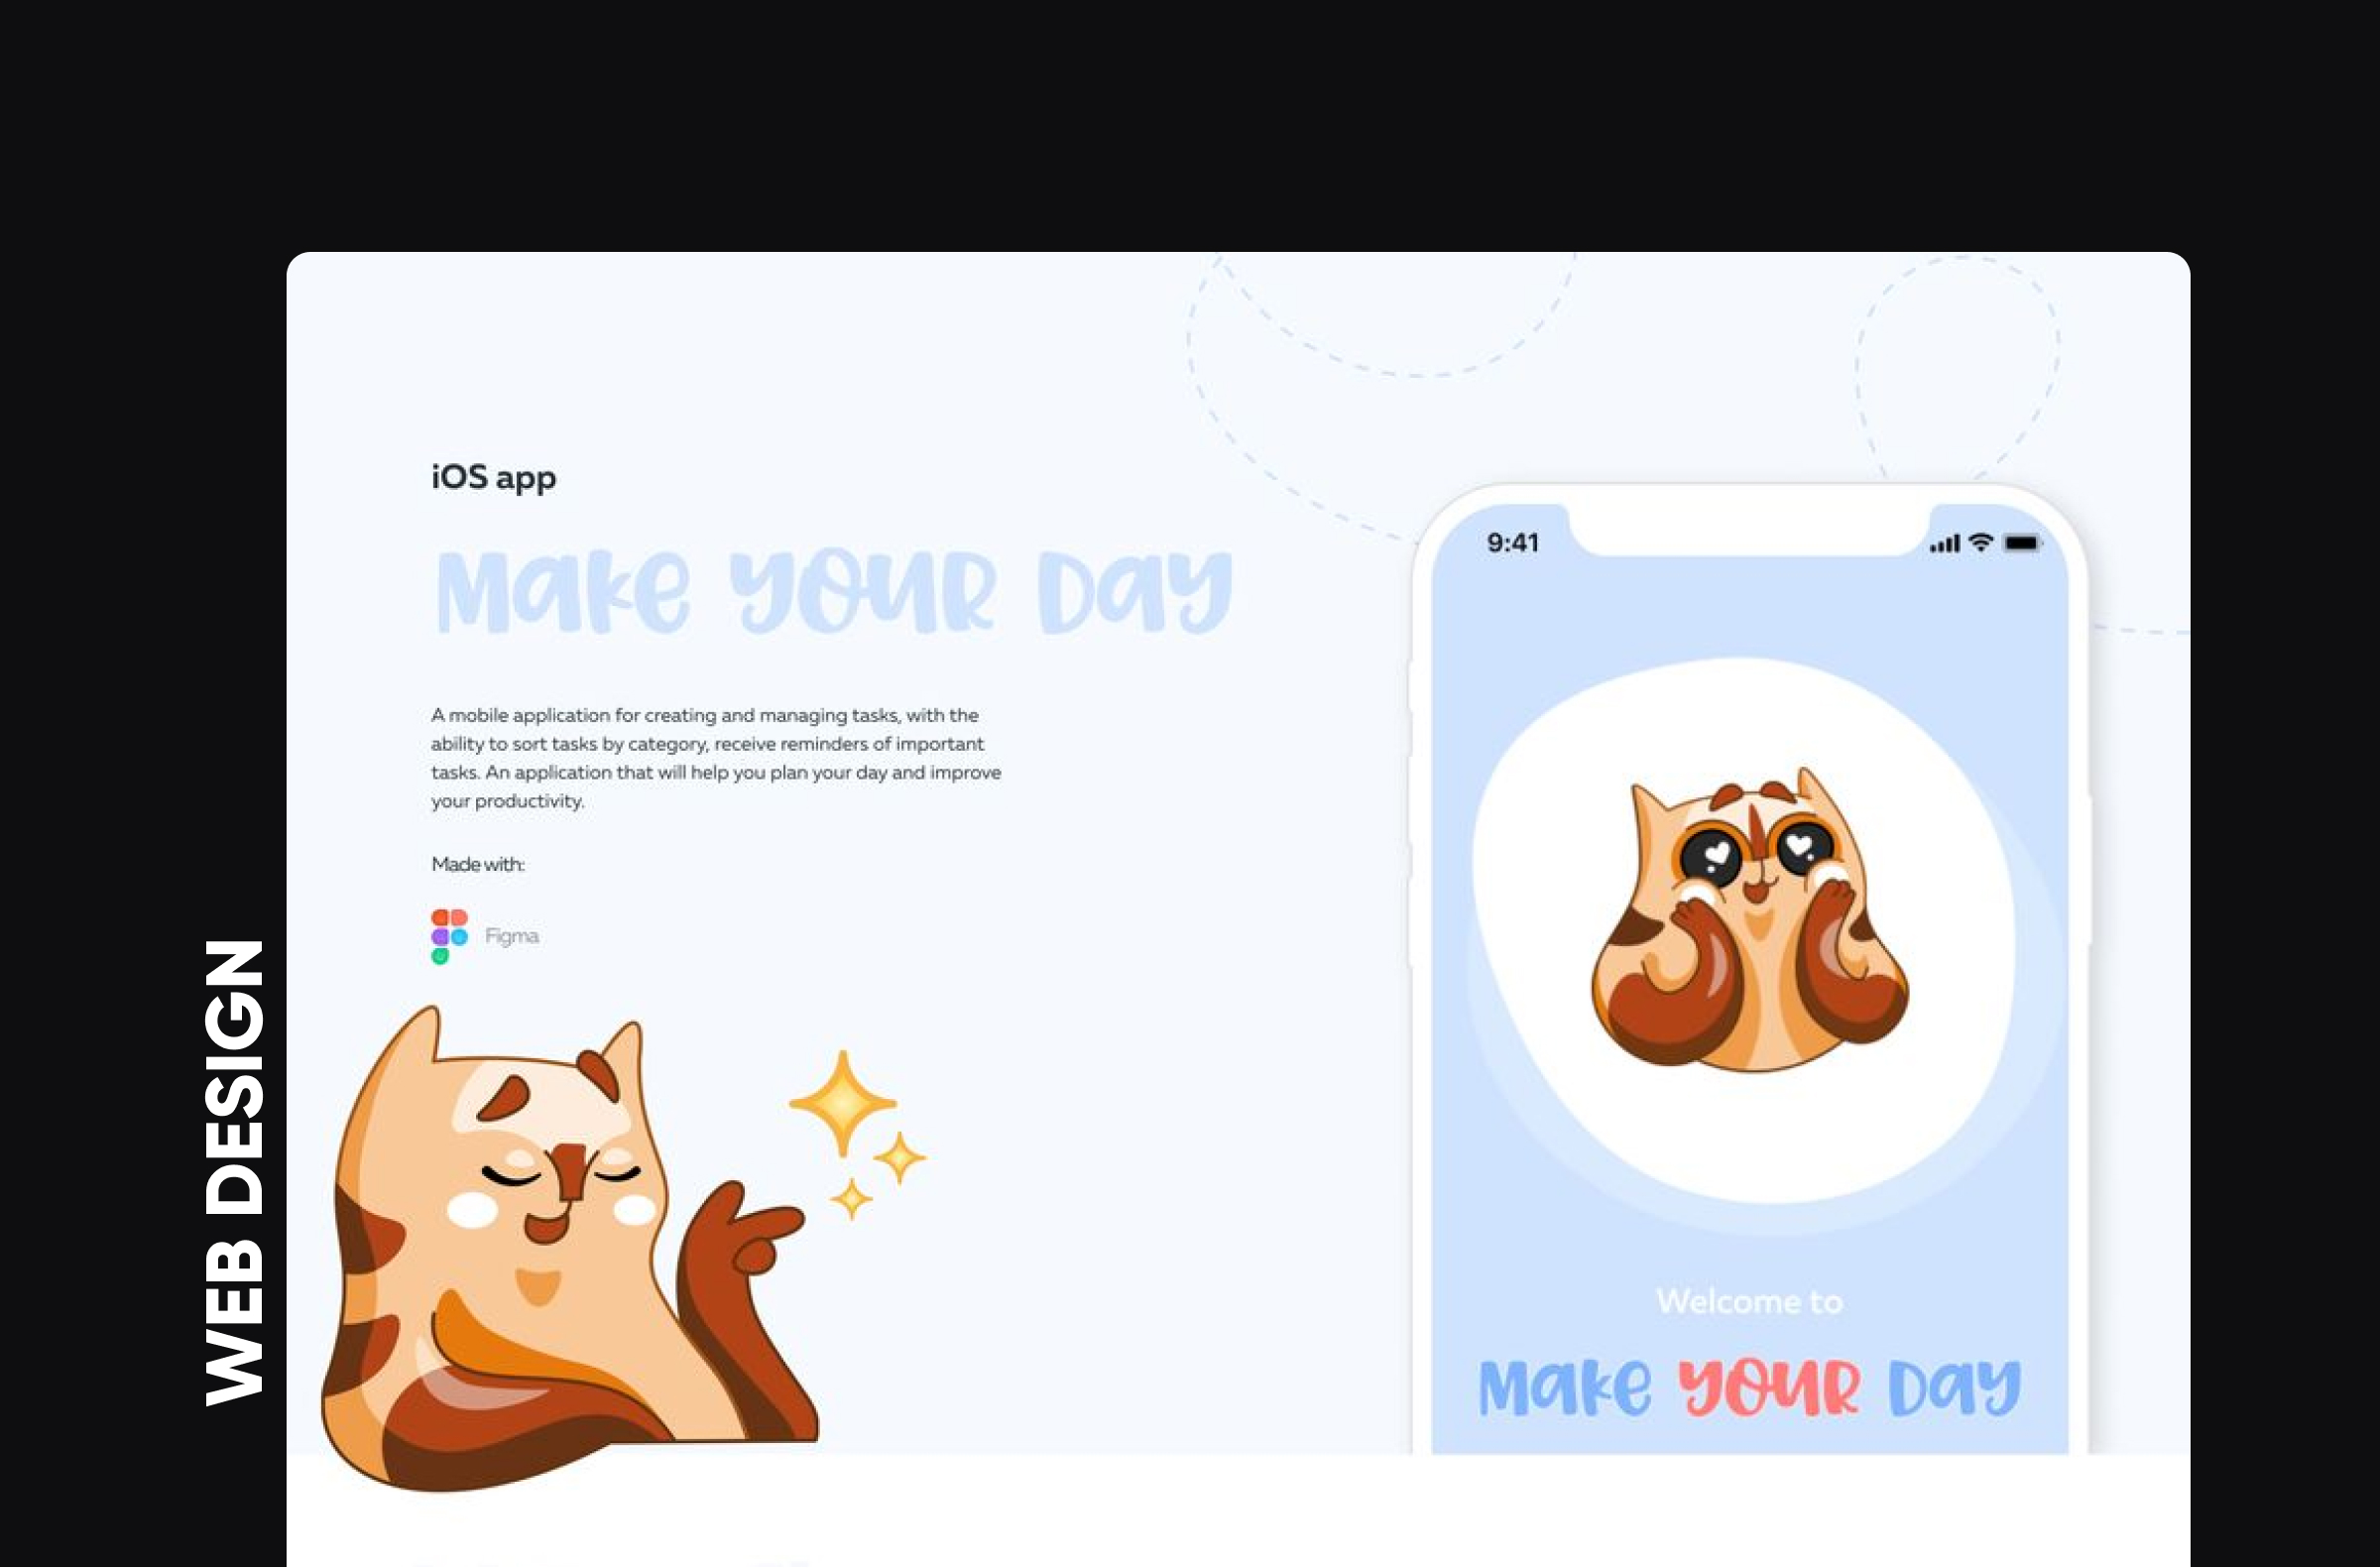 WEB DESIGN
iOS app
Make your Day
A mobile application for creating and managing tasks, with the
ability to sort tasks by category, receive reminders of important
tasks. An application that will help you plan your day and improve
your productivity.
Made with:
Figma
9:41
Welcome to
Make your Day